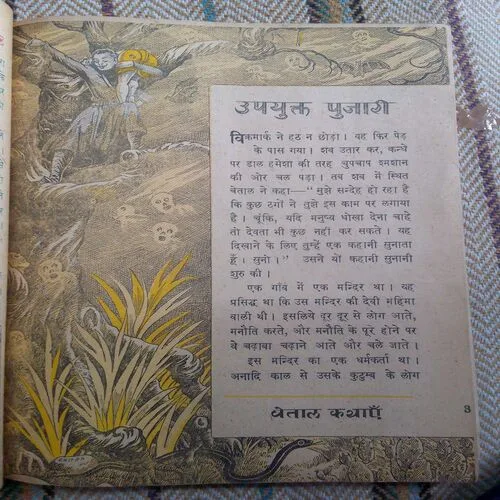 उपयुक्त पुजारी
विक्रमार्क ने हठ न छोड़ा । वह फिर पेड़
के पास गया । शव उतार कर, कन्धे
पर डाल हमेशा की तरह चुपचाप श्मशान
की ओर चल पड़ा । तब शव में स्थित
बेताल ने कहा—" मुझे सन्देह हो रहा है
कि कुछ ठगों ने तुझे इस काम पर लगाया
है । चूंकि, यदि मनुष्य धोखा देना चाहे
तो देवता भी कुछ नहीं कर सकते । यह
दिखाने के लिए तुम्हें एक कहानी सुनाता
हूँ । सुनो । " उसने यों कहानी सुनानी
शुरु की ।
एक गाँव में एक मन्दिर था । यह
प्रसिद्ध था कि उस मन्दिर की देवी महिमा
वाली थी । इसलिये दूर दूर से लोग आते,
मनौति करते, और मनौति के पूरे होने पर
वे चढ़ावा चढ़ाने आते और चले जाते ।
इस मन्दिर का एक धर्मकर्ता था ।
अनादि काल से उसके कुटुम्ब के लोग
बेताल कथाएँ
3